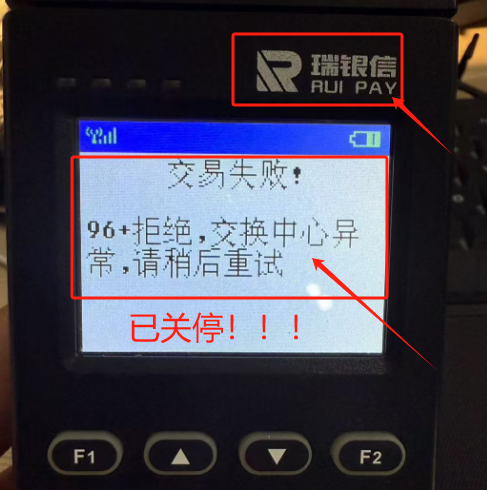 瑞银信
RUI PAY
交易失败!
96+拒绝,交换中心异
常,请稍后重试
已关停!!!
F1
F2